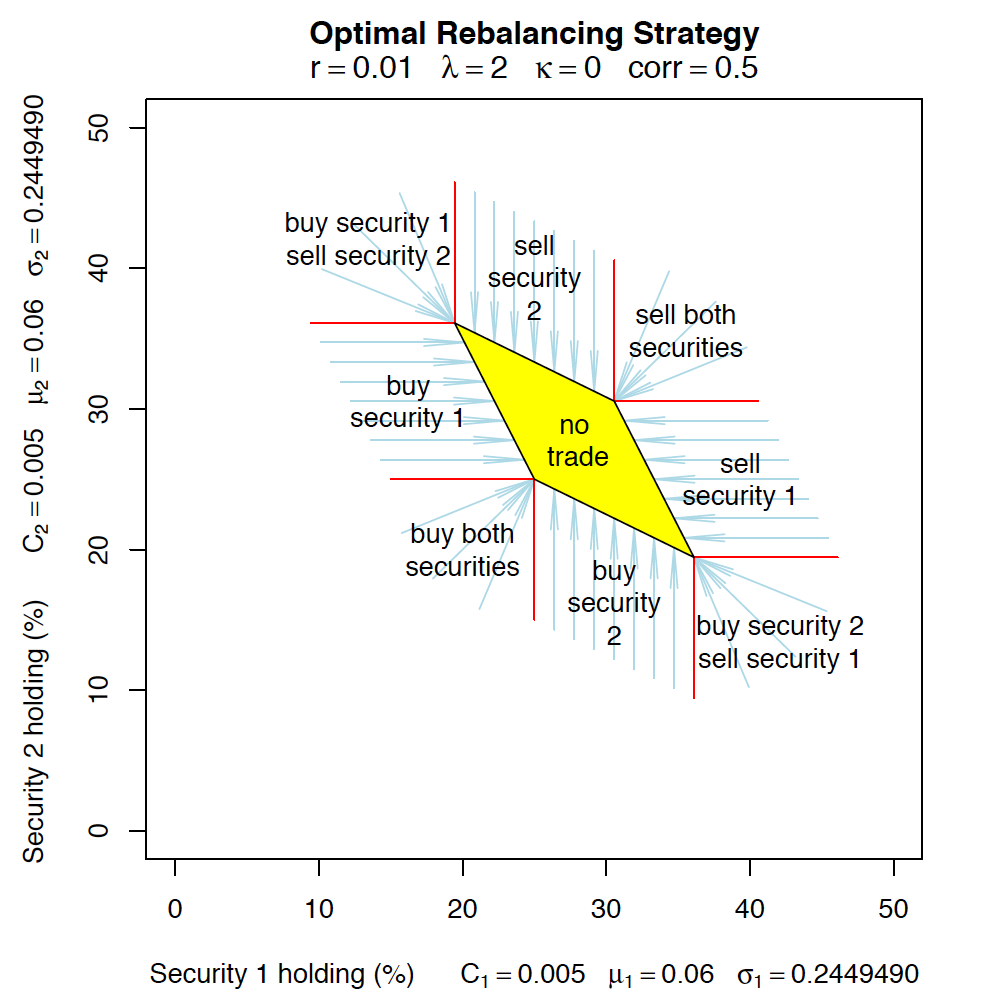 Optimal Rebalancing Strategy
r = 0.01 λ = 2 κ = 0 corr = 0.5
Security 2 holding (%) C₂ = 0.005 μ₂ = 0.06 σ₂ = 0.2449490
50
40
30
20
10
0
buy security 1
sell security 2
sell
security
2
sell both
securities
buy
security 1
no
trade
sell
security 1
buy both
securities
buy
security
2
buy security 2
sell security 1
0 10 20 30 40 50
Security 1 holding (%) C₁ = 0.005 μ₁ = 0.06 σ₁ = 0.2449490